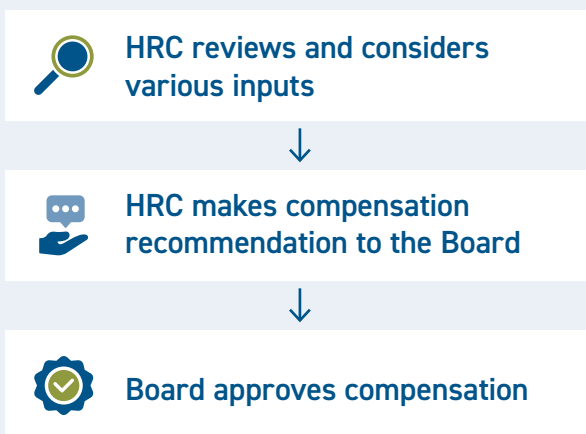 HRC reviews and considers
various inputs
HRC makes compensation
recommendation to the Board
Board approves compensation